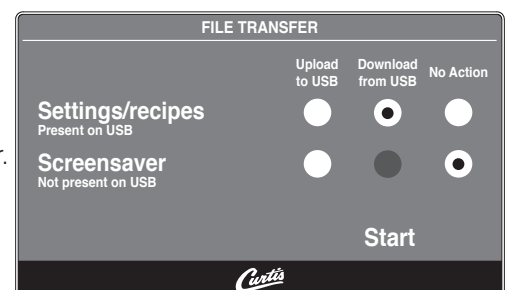 FILE TRANSFER
Upload to USB
Download from USB
No Action
Settings/recipes
Present on USB
r.
Screensaver
Not present on USB
Start
Curtis